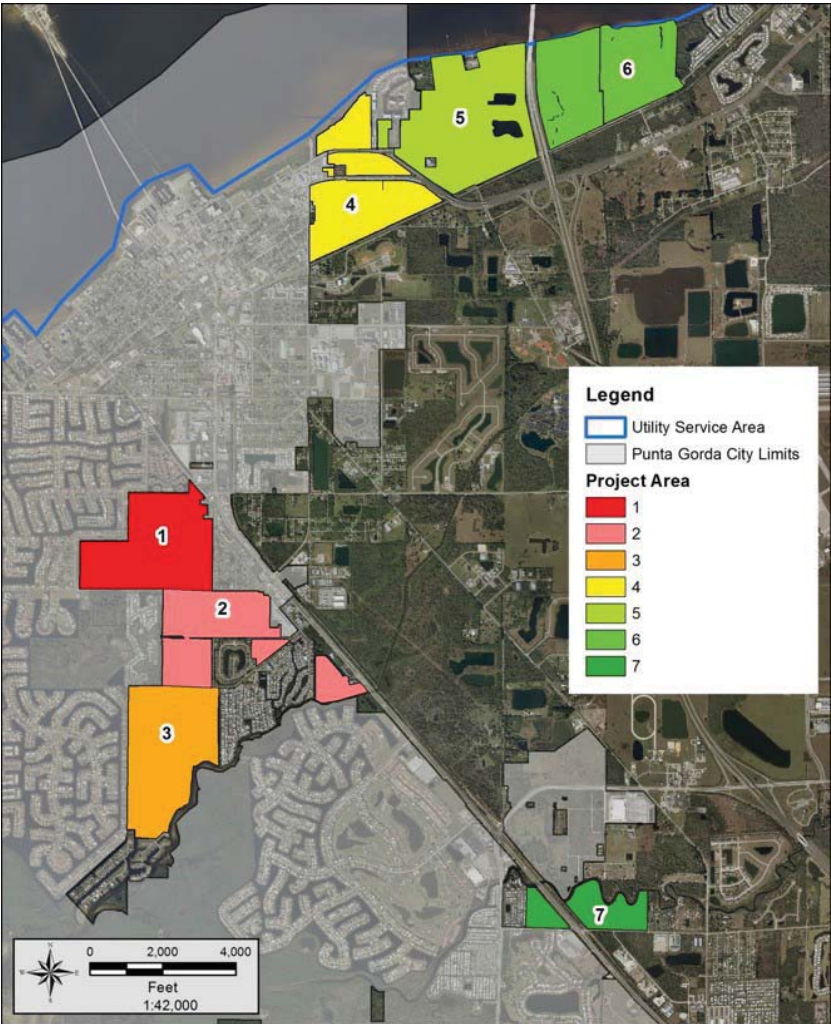 6
5
4
Legend
Utility Service Area
Punta Gorda City Limits
Project Area
1
2
3
4
5
6
7
1
2
3
7
N
W E
S
0 2,000 4,000
Feet
1:42,000